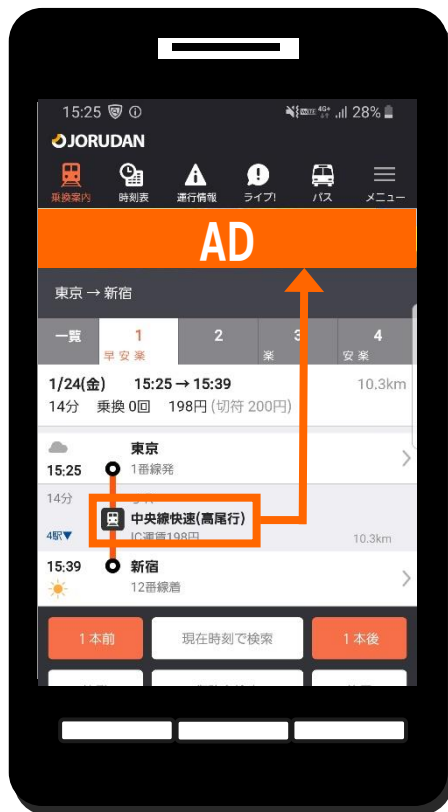 15:25 28%
JORUDAN
乗換案内 時刻表 運行情報 ライブ! バス メニュー
AD
東京 → 新宿
一覧 1 2 3 4
早 安 楽 楽 安 楽
1/24(金) 15:25 → 15:39 10.3km
14分 乗換 0回 198円 (切符 200円)
東京
15:25 1番線発
14分
中央線快速(高尾行)
4駅▼ IC運賃198円 10.3km
15:39 新宿
12番線着
1本前 現在時刻で検索 1本後